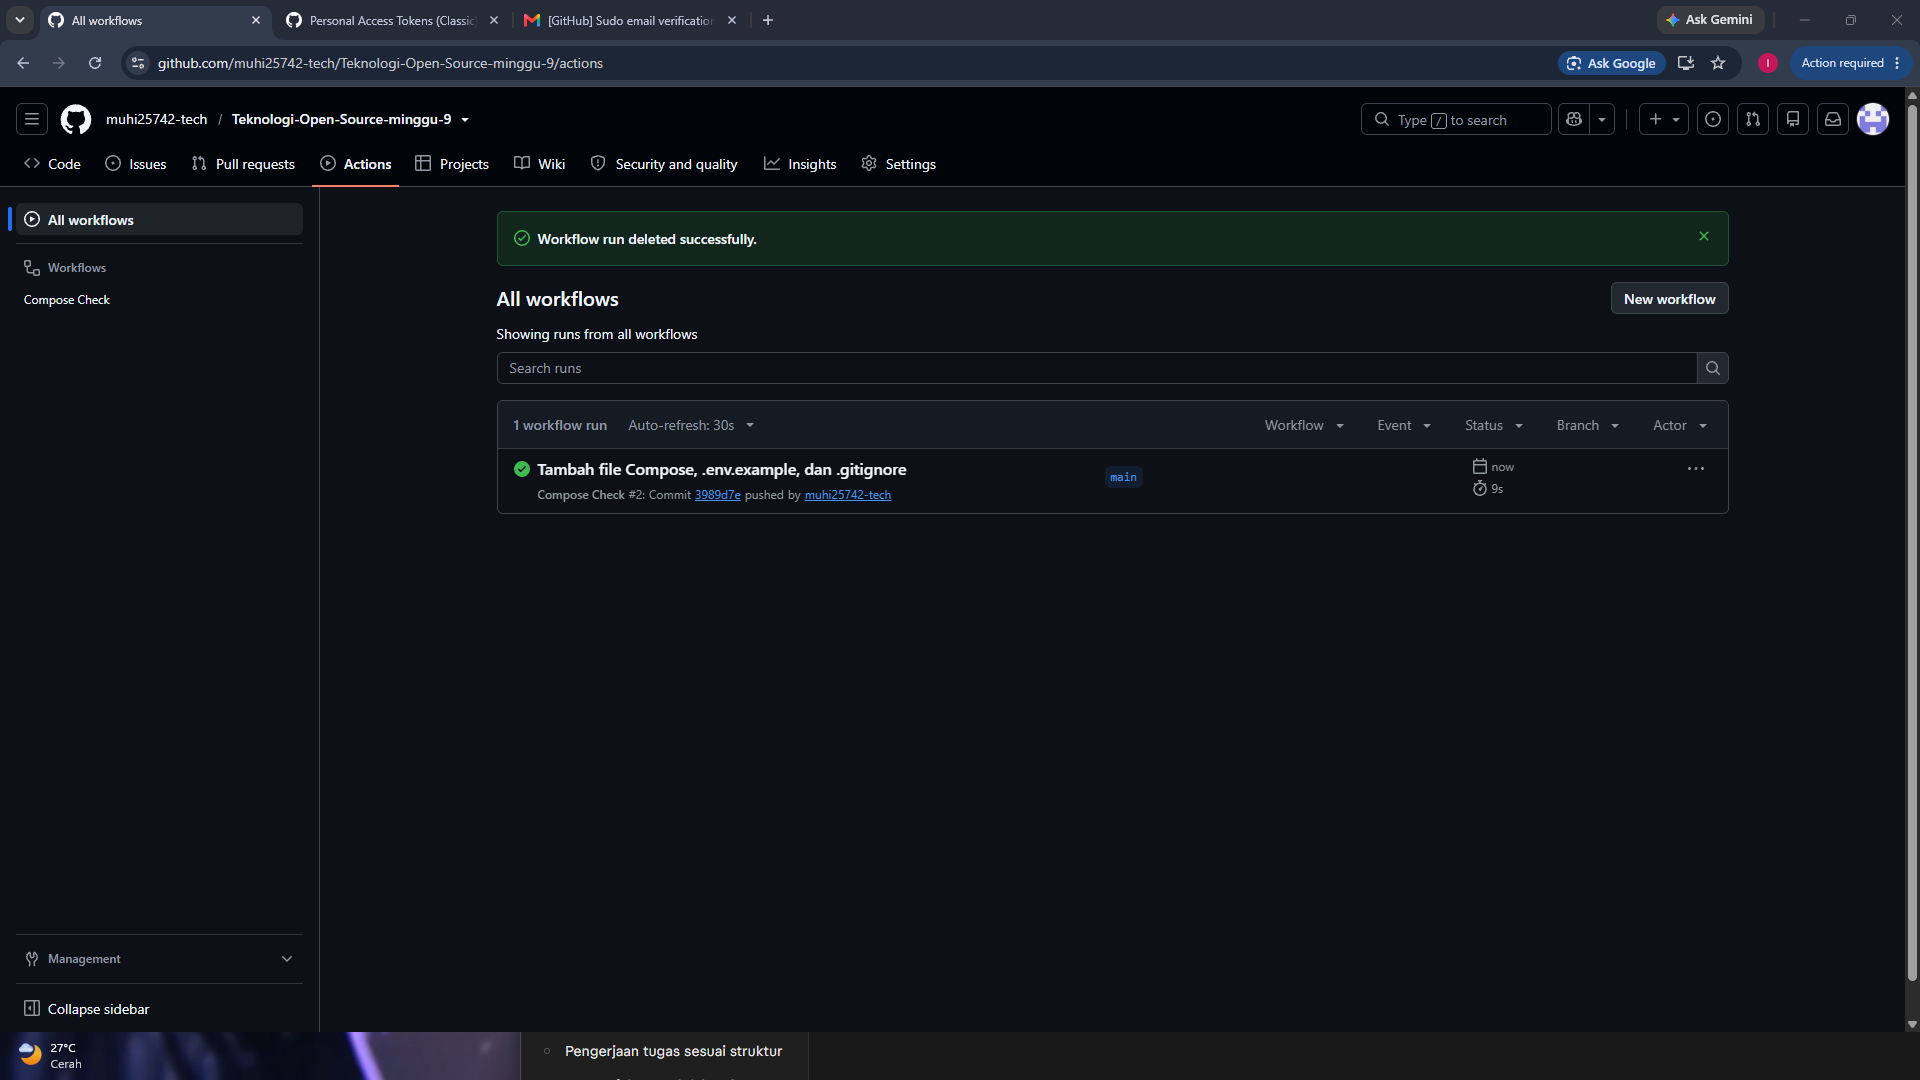 All workflows
Personal Access Tokens (Classic
[GitHub] Sudo email verification
Ask Gemini
github.com/muhi25742-tech/Teknologi-Open-Source-minggu-9/actions
Ask Google
I
Action required
muhi25742-tech / Teknologi-Open-Source-minggu-9
Type / to search
Code
Issues
Pull requests
Actions
Projects
Wiki
Security and quality
Insights
Settings
All workflows
Workflows
Compose Check
Workflow run deleted successfully.
All workflows
New workflow
Showing runs from all workflows
Search runs
1 workflow run
Auto-refresh: 30s
Workflow
Event
Status
Branch
Actor
Tambah file Compose, .env.example, dan .gitignore
main
now
Compose Check #2: Commit 3989d7e pushed by muhi25742-tech
9s
Management
Collapse sidebar
27°C
Cerah
Pengerjaan tugas sesuai struktur